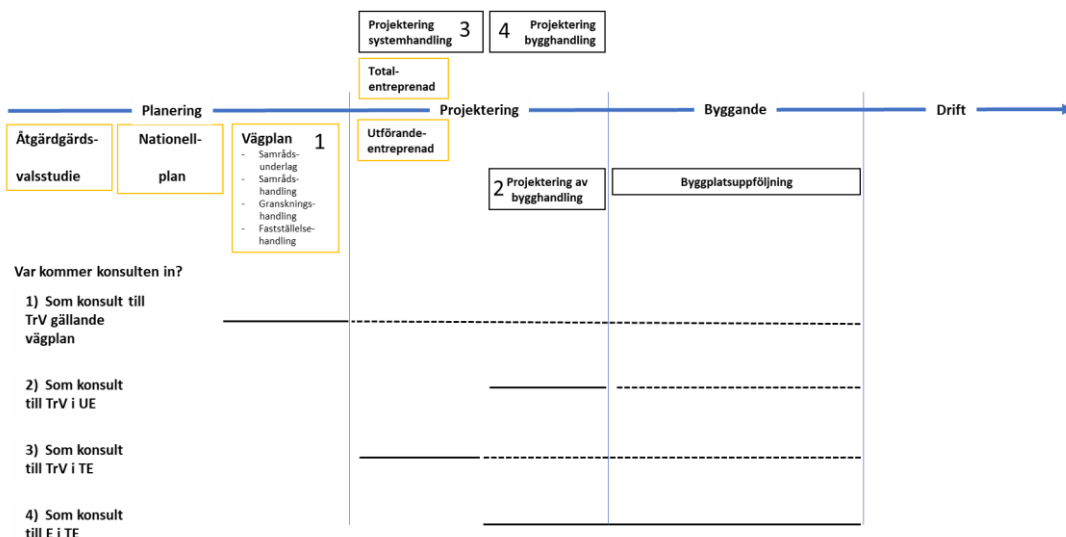 Projektering
systemhandling
3
4
Projektering
bygghandling
Total-
entreprenad
Planering
Projektering
Byggande
Drift
Åtgärdgärds-
valsstudie
Nationell-
plan
Vägplan
1
- Samråds-
underlag
- Samråds-
handling
- Gransknings-
handling
- Fastställelse-
handling
Utförande-
entreprenad
2
Projektering av
bygghandling
Byggplatsuppföljning
Var kommer konsulten in?
1) Som konsult till
TrV gällande
vägplan
2) Som konsult
till TrV i UE
3) Som konsult
till TrV i TE
4) Som konsult
till E i TE